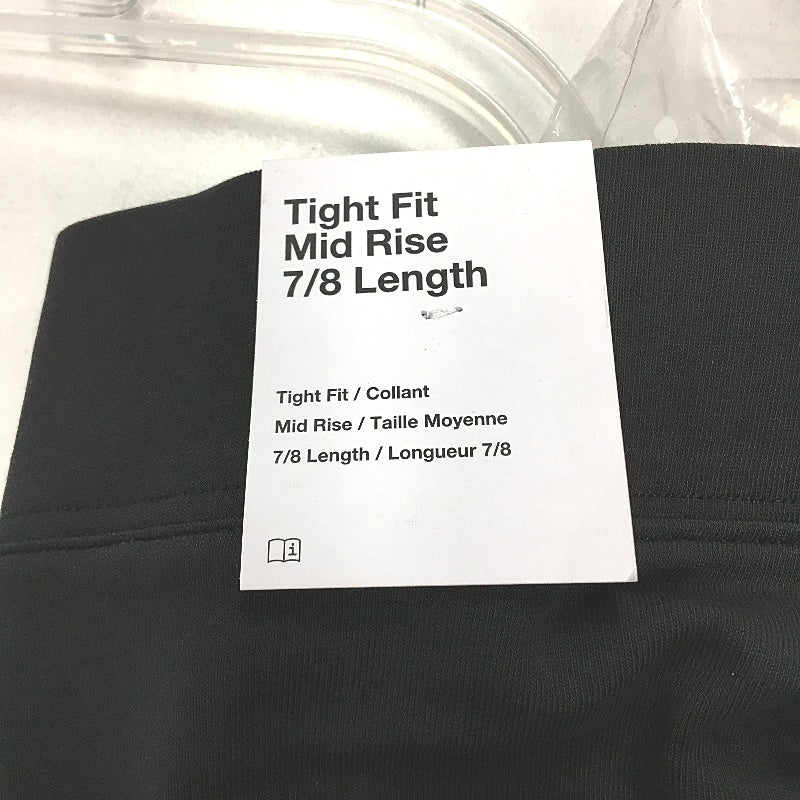 Tight Fit
Mid Rise
7/8 Length
Tight Fit / Collant
Mid Rise / Taille Moyenne
7/8 Length / Longueur 7/8
i